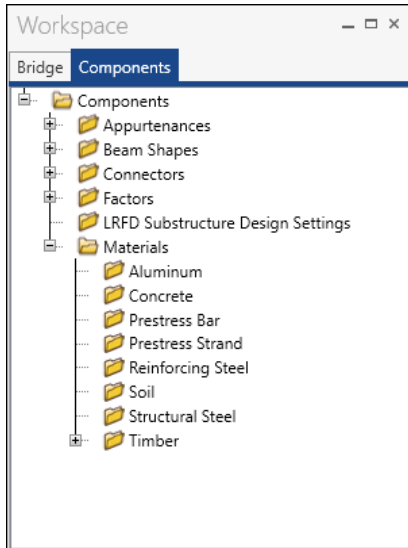 Workspace
Bridge Components
Components
Appurtenances
Beam Shapes
Connectors
Factors
LRFD Substructure Design Settings
Materials
Aluminum
Concrete
Prestress Bar
Prestress Strand
Reinforcing Steel
Soil
Structural Steel
Timber